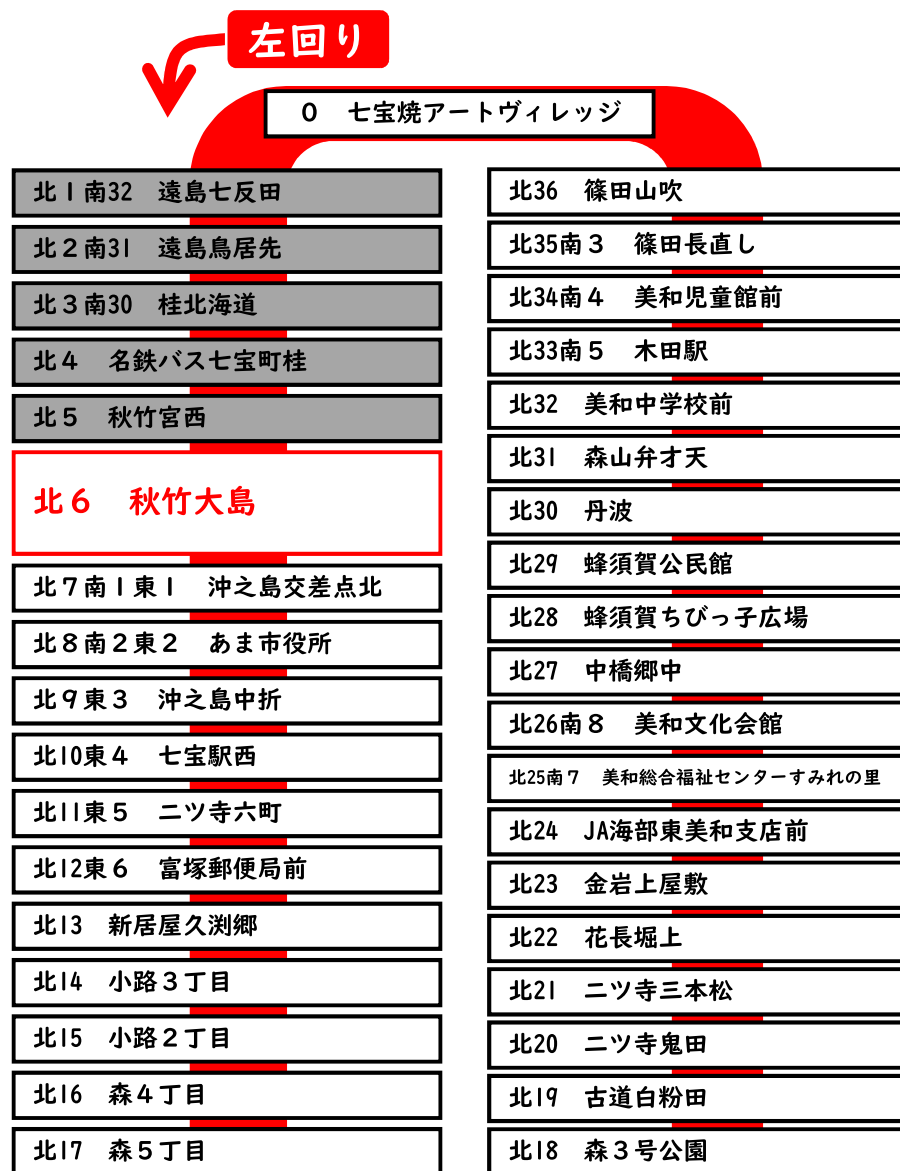 左回り
０　七宝焼アートヴィレッジ
北１南32　遠島七反田
北２南31　遠島鳥居先
北３南30　桂北海道
北４　名鉄バス七宝町桂
北５　秋竹宮西
北６　秋竹大島
北７南１東１　沖之島交差点北
北８南２東２　あま市役所
北９東３　沖之島中折
北10東４　七宝駅西
北11東５　二ツ寺六町
北12東６　富塚郵便局前
北13　新居屋久渕郷
北14　小路３丁目
北15　小路２丁目
北16　森４丁目
北17　森５丁目
北36　篠田山吹
北35南３　篠田長直し
北34南４　美和児童館前
北33南５　木田駅
北32　美和中学校前
北31　森山弁才天
北30　丹波
北29　蜂須賀公民館
北28　蜂須賀ちびっ子広場
北27　中橋郷中
北26南８　美和文化会館
北25南７　美和総合福祉センターすみれの里
北24　JA海部東美和支店前
北23　金岩上屋敷
北22　花長堀上
北21　二ツ寺三本松
北20　二ツ寺鬼田
北19　古道白粉田
北18　森３号公園